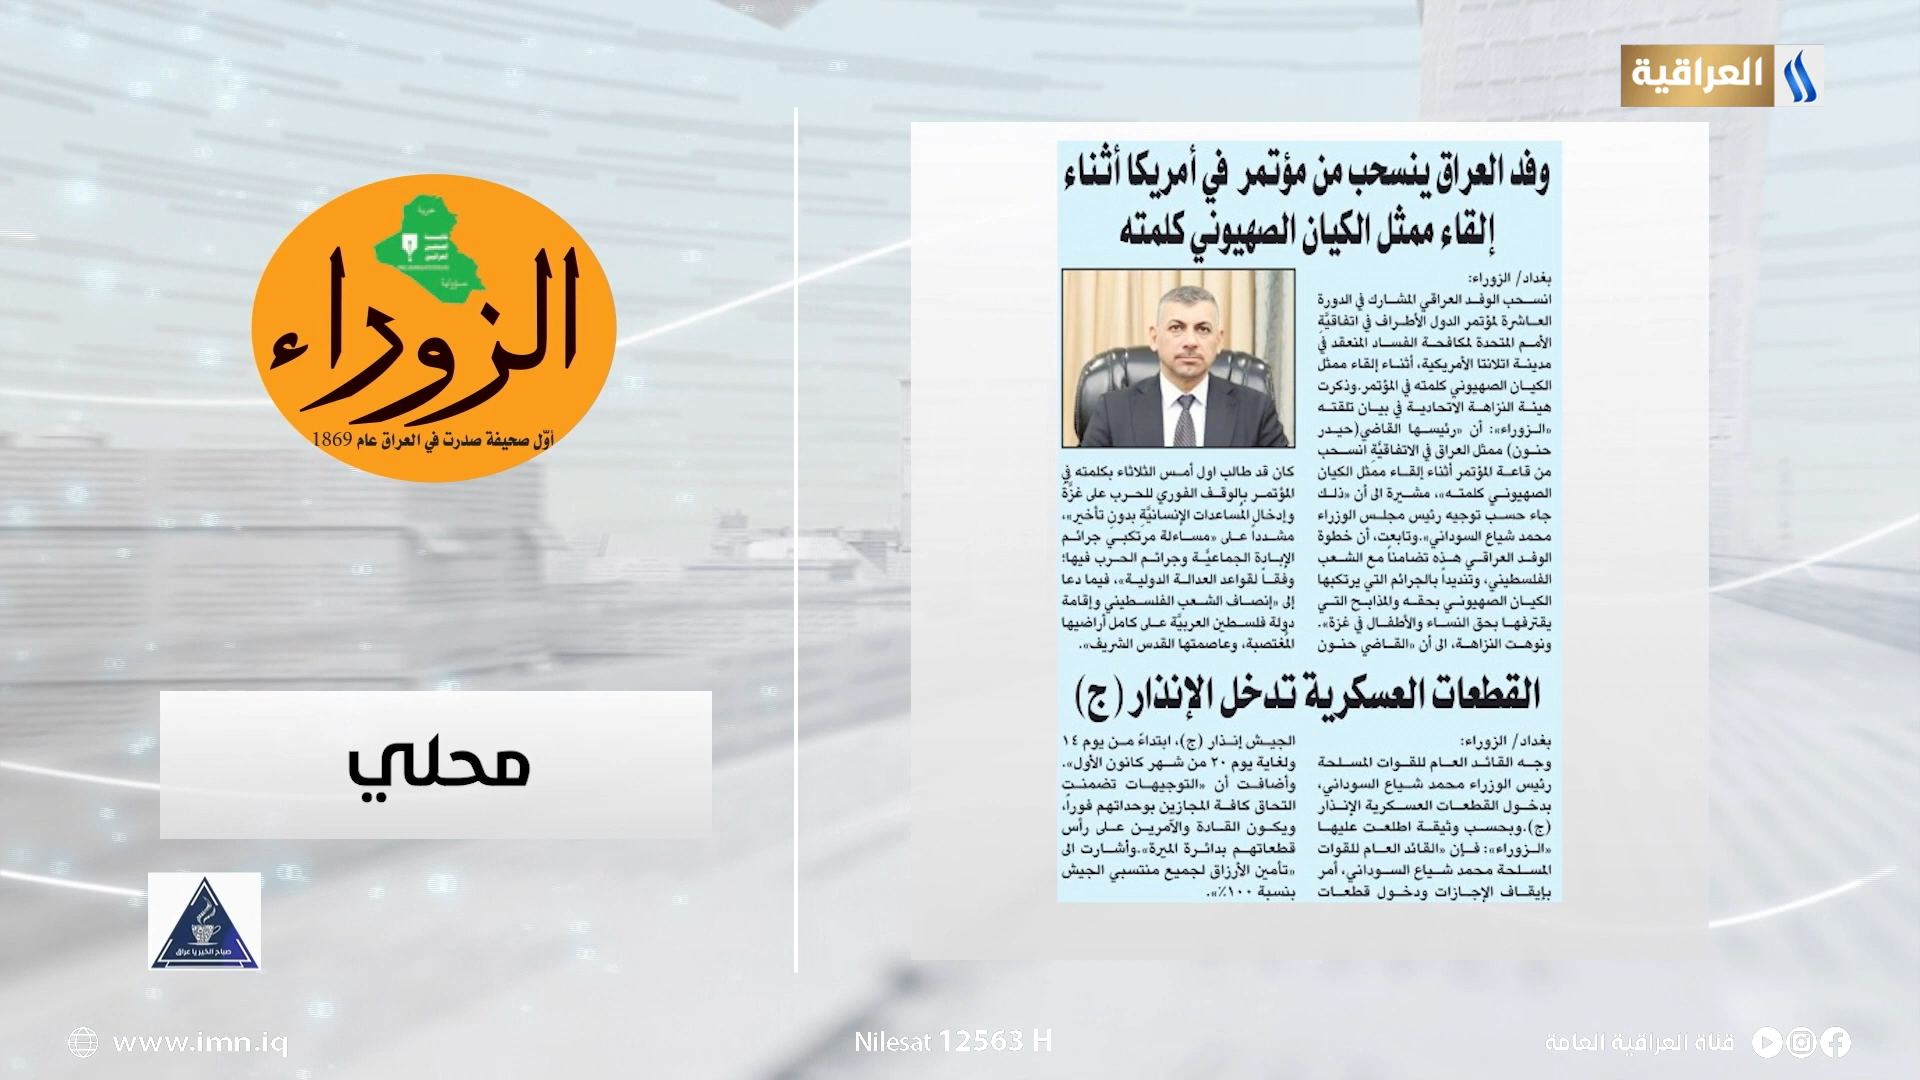 العراقية
وفد العراق ينسحب من مؤتمر في أمريكا أثناء
إلقاء ممثل الكيان الصهيوني كلمته
بغداد/ الزوراء:
انسحب الوفد العراقي المشارك في الدورة
العاشرة لمؤتمر الدول الأطراف في اتفاقيَّةِ
الأمم المتحدة لمكافحة الفساد المنعقد في
مدينة اتلانتا الأمريكية، أثناء إلقاء ممثل
الكيان الصهيوني كلمته في المؤتمر.وذكرت
هيئة النزاهة الاتحادية في بيان تلقته
«الزوراء»: أن «رئيسها القاضي(حيدر
حنون) ممثل العراق في الاتفاقيَّةِ انسحب
من قاعة المؤتمر أثناء إلقاء ممثل الكيان
الصهيوني كلمته»، مشيرة الى أن «ذلك
جاء حسب توجيه رئيس مجلس الوزراء
محمد شياع السوداني».وتابعت، أن خطوة
الوفد العراقي هذه تضامناً مع الشعب
الفلسطيني، وتنديداً بالجرائم التي يرتكبها
الكيان الصهيوني بحقه والمذابح التي
يقترفها بحق النساء والأطفال في غزة».
ونوهت النزاهة، الى أن «القاضي حنون
كان قد طالب اول أمس الثلاثاء بكلمته في
المؤتمر بالوقف الفوري للحرب على غزَّة
وإدخال المُساعدات الإنسانيَّةِ بدون تأخير»،
مشددا على «مساءلة مرتكبي جرائم
الإبادة الجماعيَّة وجرائم الحرب فيها؛
وفقاً لقواعد العدالة الدولية»، فيما دعا
إلى «إنصاف الشعب الفلسطيني وإقامة
دولة فلسطين العربيَّة على كامل أراضيها
المُغتصبة، وعاصمتها القدس الشريف».
القطعات العسكرية تدخل الإنذار (ج)
بغداد/ الزوراء:
وجه القائد العام للقوات المسلحة
رئيس الوزراء محمد شياع السوداني،
بدخول القطعات العسكرية الإنذار
(ج).وبحسب وثيقة اطلعت عليها
«الزوراء»: فإن «القائد العام للقوات
المسلحة محمد شياع السوداني، أمر
بإيقاف الإجازات ودخول قطعات
الجيش إنذار (ج)، ابتداءً من يوم ١٤
ولغاية يوم ٢٠ من شهر كانون الأول».
وأضافت أن «التوجيهات تضمنت
التحاق كافة المجازين بوحداتهم فوراً،
ويكون القادة والآمرين على رأس
قطعاتهم بدائرة الميرة».وأشارت الى
«تأمين الأرزاق لجميع منتسبي الجيش
بنسبة ١٠٠٪».
حرية
مسؤولية
الزوراء
أوّل صحيفة صدرت في العراق عام 1869
محلي
صباح الخير يا عراق
www.imn.iq
Nilesat 12563 H
قناة العراقية العامة